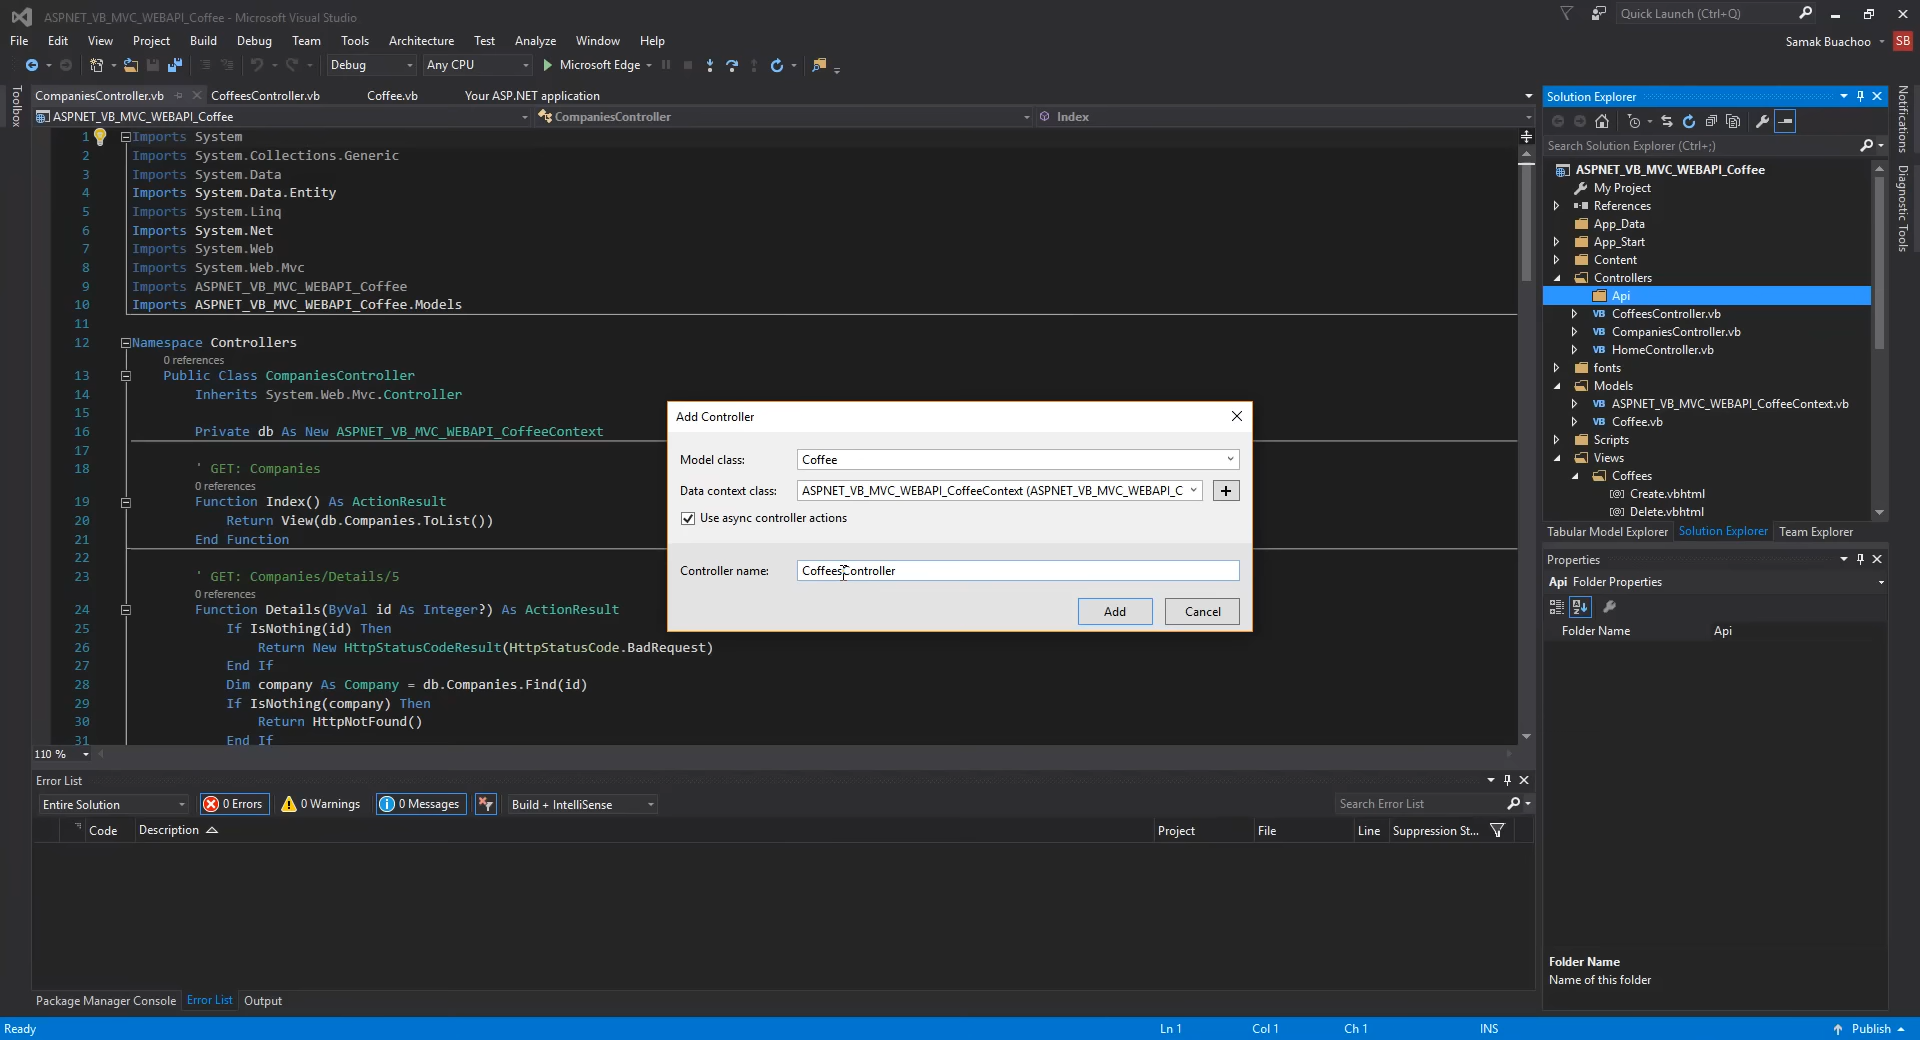 ASPNET_VB_MVC_WEBAPI_Coffee - Microsoft Visual Studio
Quick Launch (Ctrl+Q)
File Edit View Project Build Debug Team Tools Architecture Test Analyze Window Help
Samak Buachoo SB
Debug Any CPU Microsoft Edge
Toolbox
CompaniesController.vb CoffeesController.vb Coffee.vb Your ASP.NET application
ASPNET_VB_MVC_WEBAPI_Coffee CompaniesController Index
1 Imports System
2 Imports System.Collections.Generic
3 Imports System.Data
4 Imports System.Data.Entity
5 Imports System.Linq
6 Imports System.Net
7 Imports System.Web
8 Imports System.Web.Mvc
9 Imports ASPNET_VB_MVC_WEBAPI_Coffee
10 Imports ASPNET_VB_MVC_WEBAPI_Coffee.Models
11
12 Namespace Controllers
0 references
13 Public Class CompaniesController
14 Inherits System.Web.Mvc.Controller
15
16 Private db As New ASPNET_VB_MVC_WEBAPI_CoffeeContext
17
18 ' GET: Companies
0 references
19 Function Index() As ActionResult
20 Return View(db.Companies.ToList())
21 End Function
22
23 ' GET: Companies/Details/5
0 references
24 Function Details(ByVal id As Integer?) As ActionResult
25 If IsNothing(id) Then
26 Return New HttpStatusCodeResult(HttpStatusCode.BadRequest)
27 End If
28 Dim company As Company = db.Companies.Find(id)
29 If IsNothing(company) Then
30 Return HttpNotFound()
31 End If
110 %
Add Controller
Model class: Coffee
Data context class: ASPNET_VB_MVC_WEBAPI_CoffeeContext (ASPNET_VB_MVC_WEBAPI_C
Use async controller actions
Controller name: CoffeesController
Add Cancel
Error List
Entire Solution 0 Errors 0 Warnings 0 Messages Build + IntelliSense Search Error List
Code Description Project File Line Suppression St...
Package Manager Console Error List Output
Solution Explorer
Search Solution Explorer (Ctrl+;)
ASPNET_VB_MVC_WEBAPI_Coffee
My Project
References
App_Data
App_Start
Content
Controllers
Api
VB CoffeesController.vb
VB CompaniesController.vb
VB HomeController.vb
fonts
Models
VB ASPNET_VB_MVC_WEBAPI_CoffeeContext.vb
VB Coffee.vb
Scripts
Views
Coffees
[@] Create.vbhtml
[@] Delete.vbhtml
Tabular Model Explorer Solution Explorer Team Explorer
Properties
Api Folder Properties
Folder Name Api
Folder Name
Name of this folder
Notifications
Diagnostic Tools
Ready Ln 1 Col 1 Ch 1 INS Publish